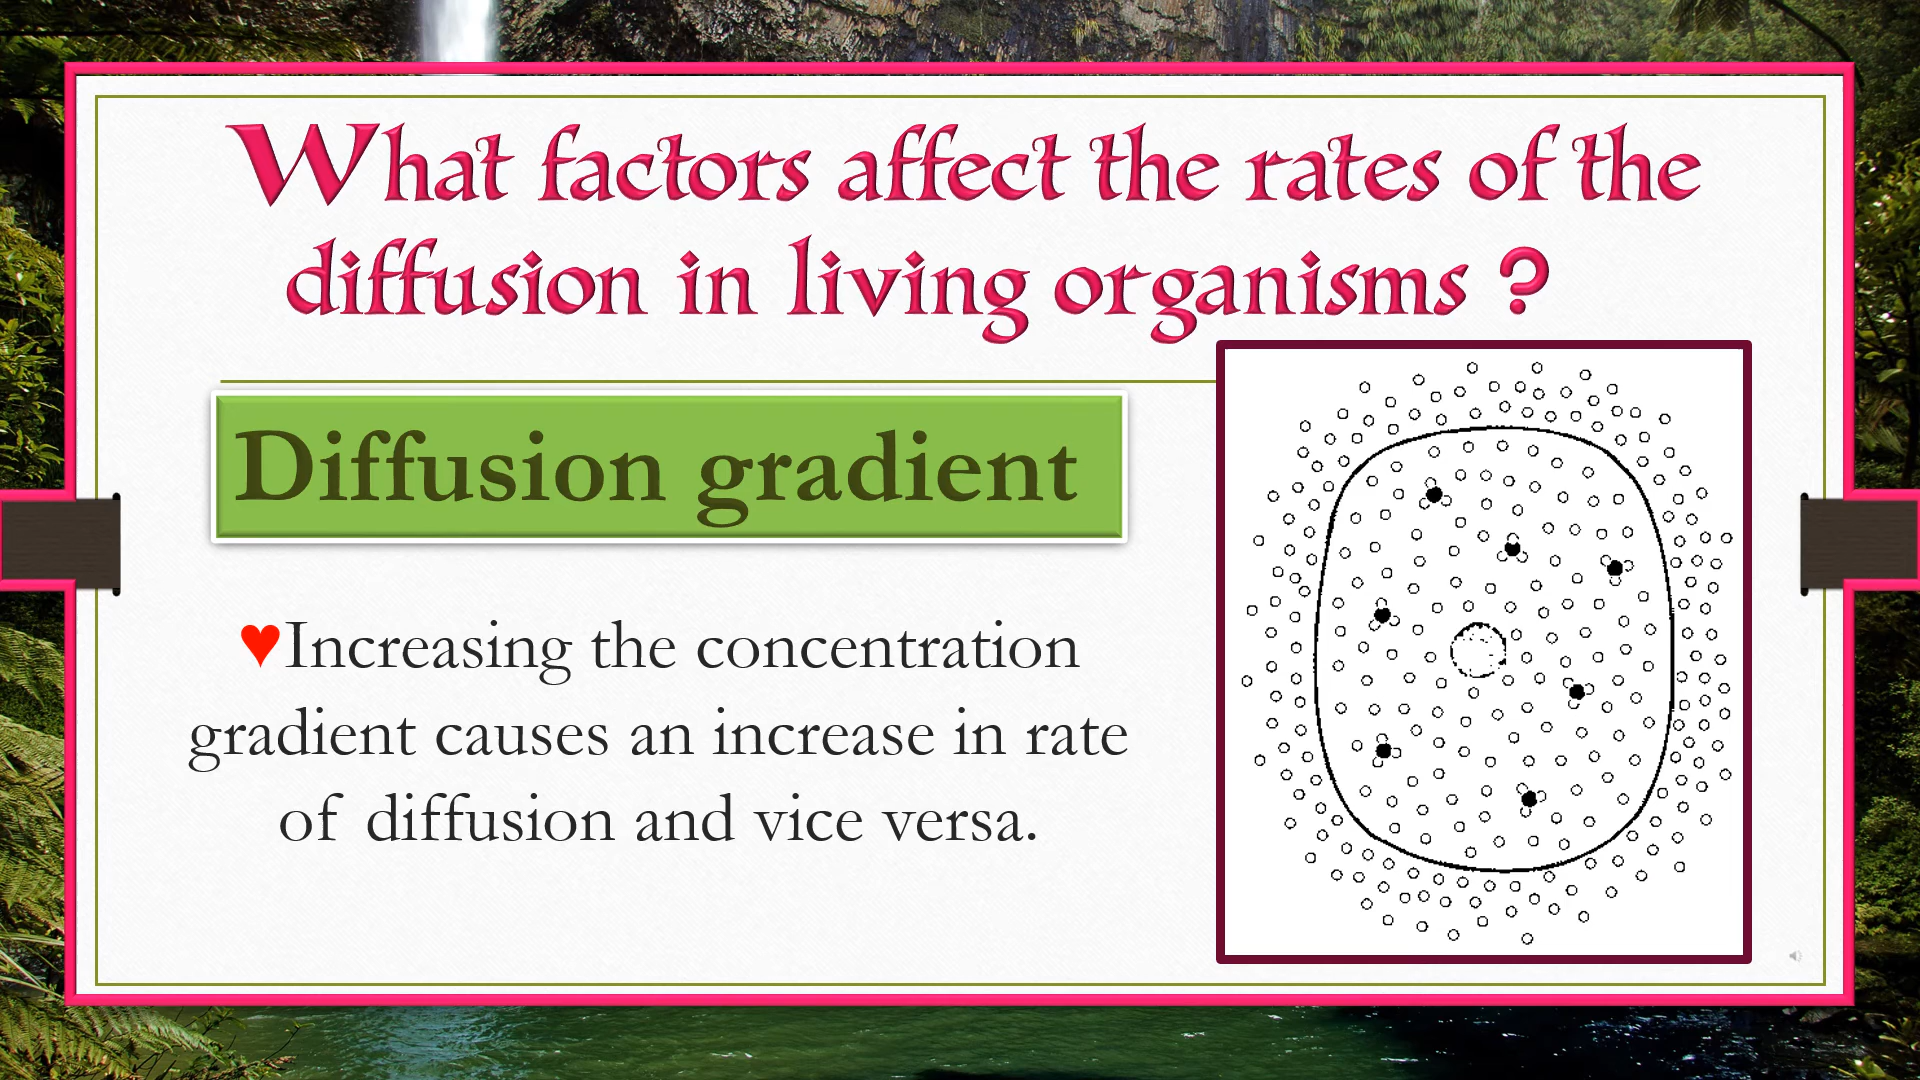 What factors affect the rates of the
diffusion in living organisms ?
Diffusion gradient
♥Increasing the concentration
gradient causes an increase in rate
of diffusion and vice versa.